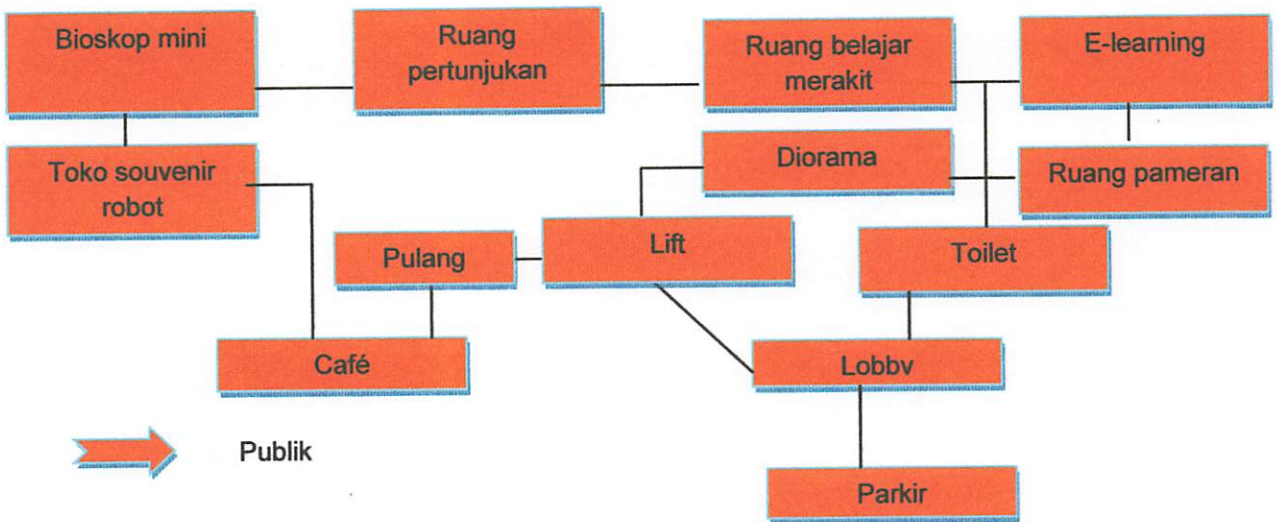 Bioskop mini
Ruang
pertunjukan
Ruang belajar
merakit
E-learning
Toko souvenir
robot
Diorama
Ruang pameran
Pulang
Lift
Toilet
Café
Lobby
Publik
Parkir